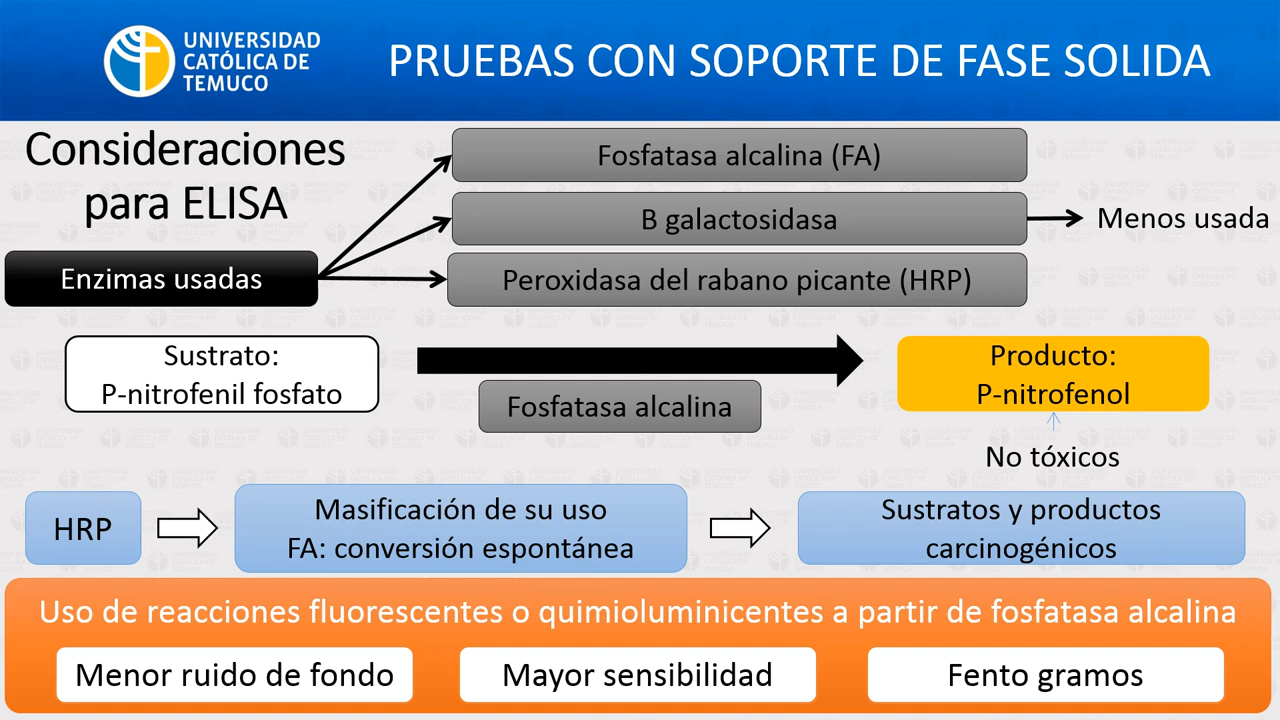 UNIVERSIDAD
CATÓLICA DE
TEMUCO
PRUEBAS CON SOPORTE DE FASE SOLIDA
Consideraciones
para ELISA
Enzimas usadas
Fosfatasa alcalina (FA)
B galactosidasa
Menos usada
Peroxidasa del rabano picante (HRP)
Sustrato:
P-nitrofenil fosfato
Fosfatasa alcalina
Producto:
P-nitrofenol
No tóxicos
HRP
Masificación de su uso
FA: conversión espontánea
Sustratos y productos
carcinogénicos
Uso de reacciones fluorescentes o quimioluminicentes a partir de fosfatasa alcalina
Menor ruido de fondo
Mayor sensibilidad
Fento gramos